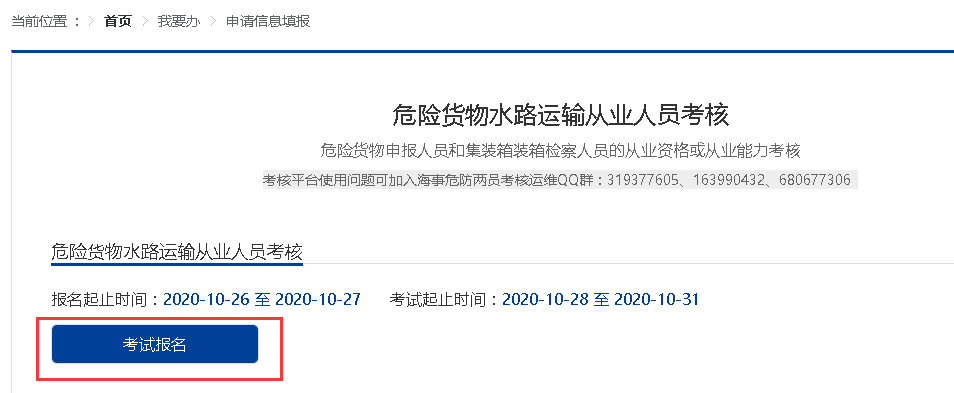 当前位置 ： > 首页 > 我要办 > 申请信息填报
危险货物水路运输从业人员考核
危险货物申报人员和集装箱装箱检察人员的从业资格或从业能力考核
考核平台使用问题可加入海事危防两员考核运维QQ群：319377605、163990432、680677306
危险货物水路运输从业人员考核
报名起止时间：2020-10-26 至 2020-10-27 考试起止时间：2020-10-28 至 2020-10-31
考试报名